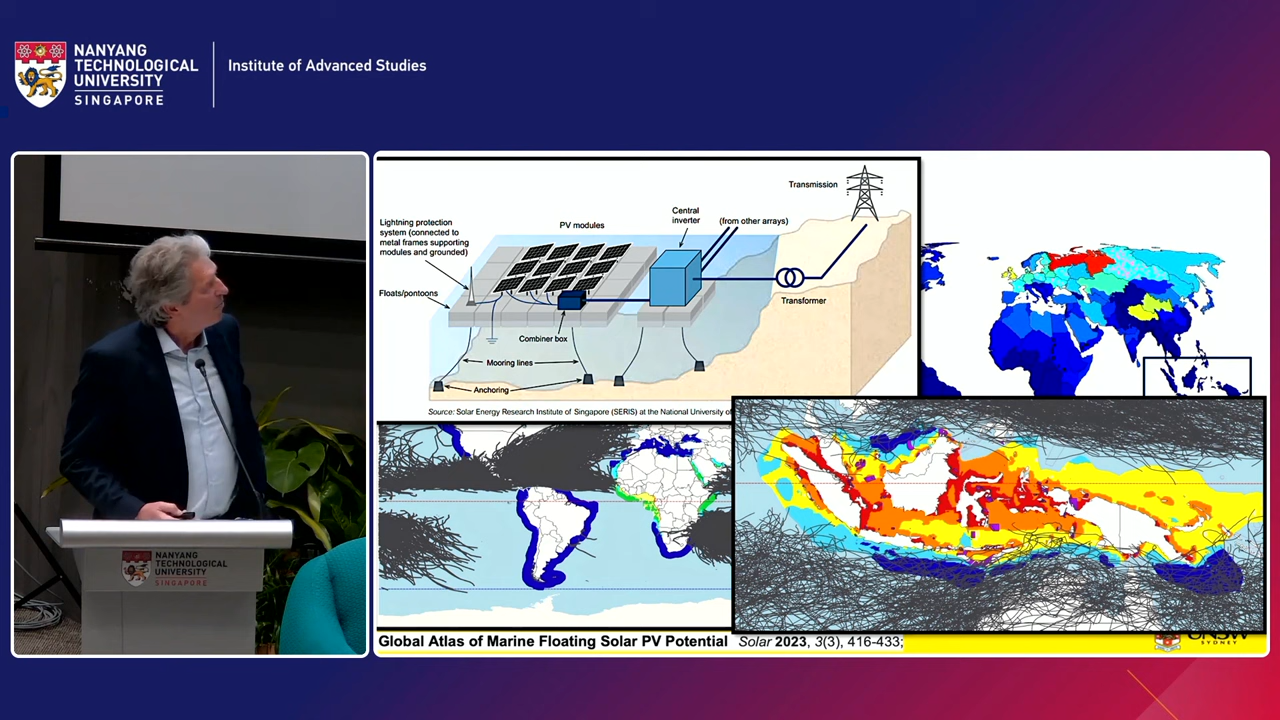 NANYANG
TECHNOLOGICAL
UNIVERSITY
SINGAPORE
Institute of Advanced Studies
Transmission
Central
inverter
(from other arrays)
PV modules
Lightning protection
system (connected to
metal frames supporting
modules and grounded)
Floats/pontoons
Transformer
Combiner box
Mooring lines
Anchoring
Source: Solar Energy Research Institute of Singapore (SERIS) at the National University of
NANYANG
TECHNOLOGICAL
UNIVERSITY
SINGAPORE
Global Atlas of Marine Floating Solar PV Potential Solar 2023, 3(3), 416-433;
UNSW
SYDNEY